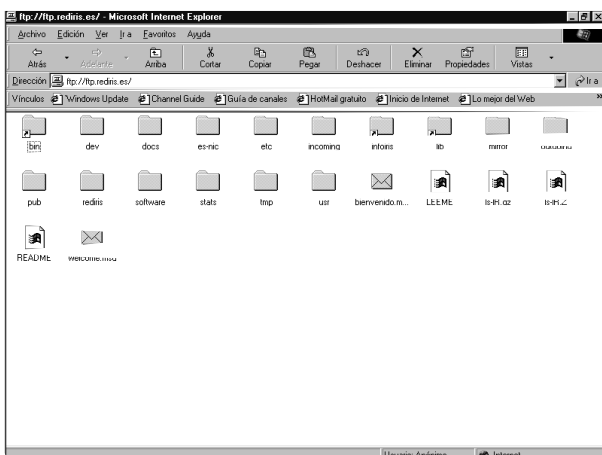 ftp://ftp.rediris.es/ - Microsoft Internet Explorer
Archivo Edición Ver Ir a Favoritos Ayuda
Atrás Adelante Arriba Cortar Copiar Pegar Deshacer Eliminar Propiedades Vistas
Dirección ftp://ftp.rediris.es/ Ir a
Vínculos Windows Update Channel Guide Guía de canales HotMail gratuito Inicio de Internet Lo mejor del Web
bin dev docs es-nic etc incoming inforis lib mirror
pub rediris software stats tmp usr bienvenido.m... LEEME ls-lR.gz ls-lR.Z
README welcome.msg
Usuario: Anónimo Internet